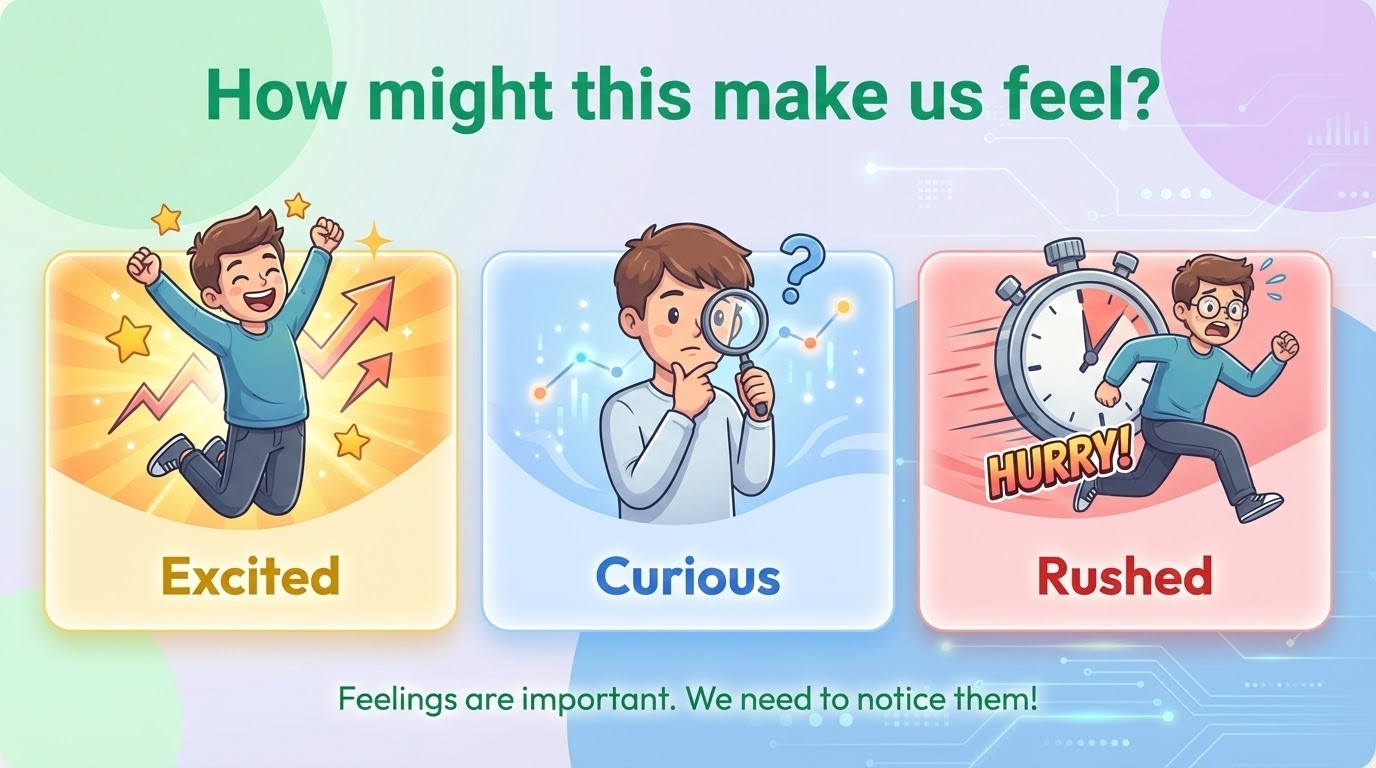 How might this make us feel?
?
HURRY!
Excited
Curious
Rushed
Feelings are important. We need to notice them!